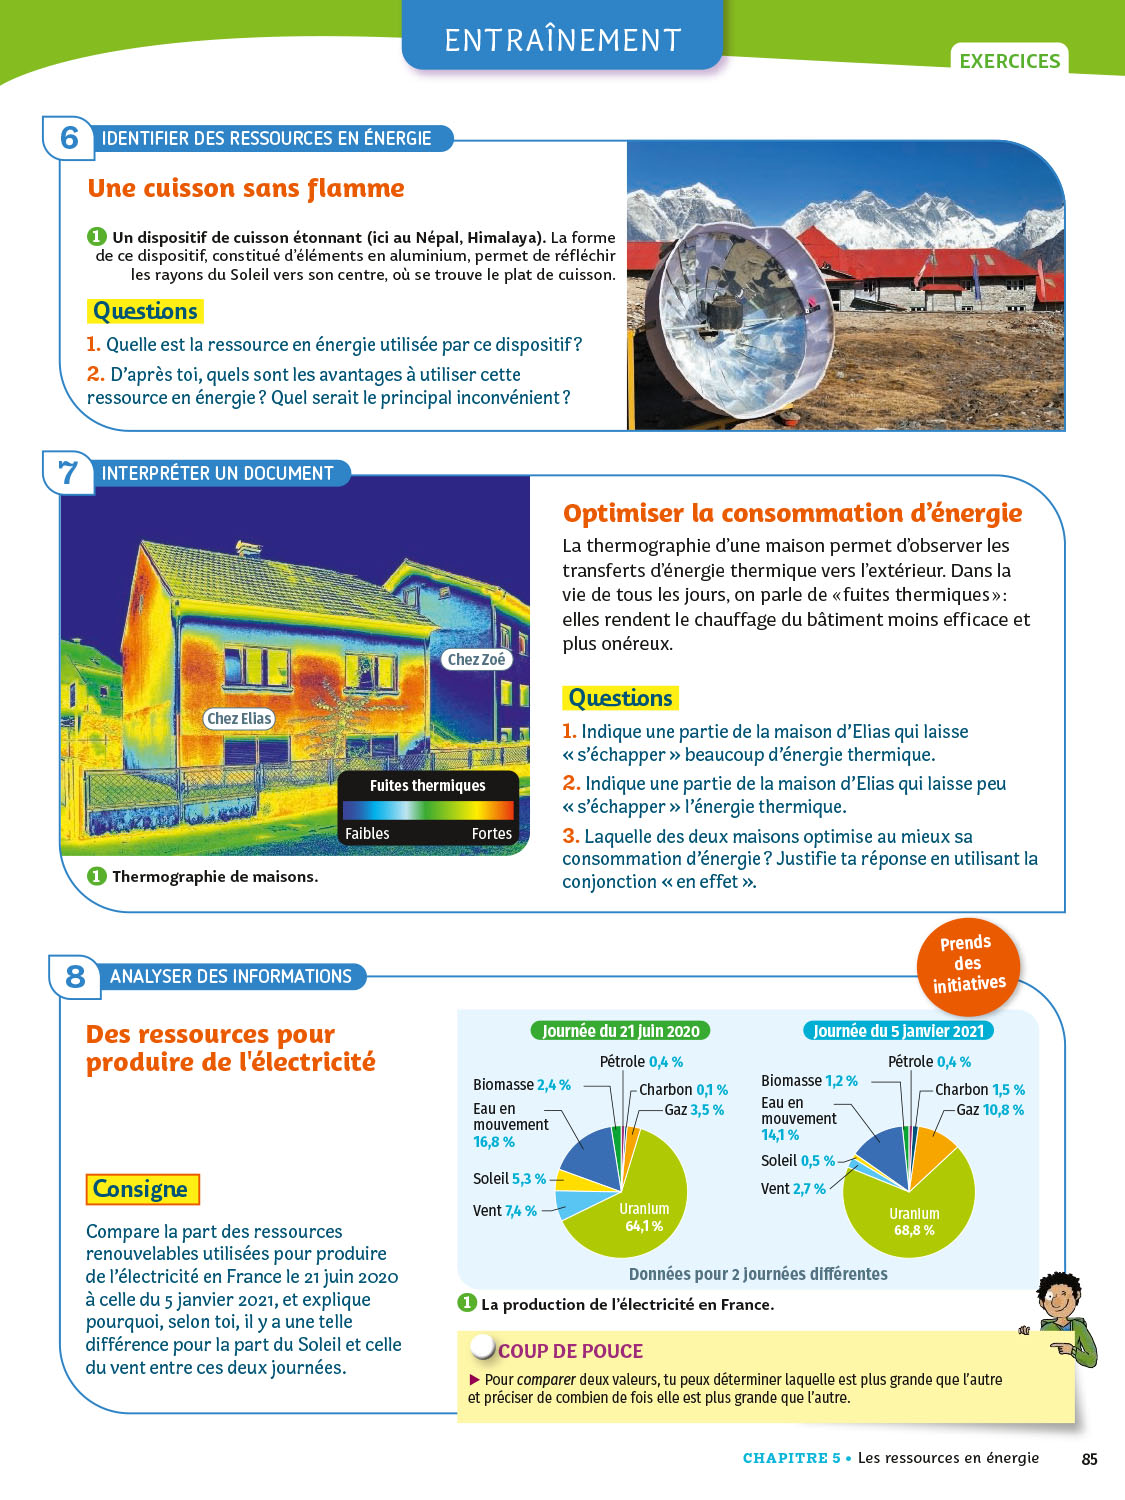 ENTRAÎNEMENT
EXERCICES
6 IDENTIFIER DES RESSOURCES EN ÉNERGIE
Une cuisson sans flamme
1 Un dispositif de cuisson étonnant (ici au Népal, Himalaya). La forme
de ce dispositif, constitué d'éléments en aluminium, permet de réfléchir
les rayons du Soleil vers son centre, où se trouve le plat de cuisson.
Questions
1. Quelle est la ressource en énergie utilisée par ce dispositif ?
2. D'après toi, quels sont les avantages à utiliser cette
ressource en énergie ? Quel serait le principal inconvénient ?
7 INTERPRÉTER UN DOCUMENT
Chez Zoé
Chez Elias
Fuites thermiques
Faibles Fortes
1 Thermographie de maisons.
Optimiser la consommation d'énergie
La thermographie d'une maison permet d'observer les
transferts d'énergie thermique vers l'extérieur. Dans la
vie de tous les jours, on parle de « fuites thermiques » :
elles rendent le chauffage du bâtiment moins efficace et
plus onéreux.
Questions
1. Indique une partie de la maison d'Elias qui laisse
« s'échapper » beaucoup d'énergie thermique.
2. Indique une partie de la maison d'Elias qui laisse peu
« s'échapper » l'énergie thermique.
3. Laquelle des deux maisons optimise au mieux sa
consommation d'énergie ? Justifie ta réponse en utilisant la
conjonction « en effet ».
8 ANALYSER DES INFORMATIONS
Prends
des
initiatives
Des ressources pour
produire de l'électricité
Consigne
Compare la part des ressources
renouvelables utilisées pour produire
de l'électricité en France le 21 juin 2020
à celle du 5 janvier 2021, et explique
pourquoi, selon toi, il y a une telle
différence pour la part du Soleil et celle
du vent entre ces deux journées.
Journée du 21 juin 2020
Pétrole 0,4 %
Biomasse 2,4 %
Charbon 0,1 %
Eau en
mouvement
16,8 %
Gaz 3,5 %
Soleil 5,3 %
Vent 7,4 %
Uranium
64,1 %
Journée du 5 janvier 2021
Pétrole 0,4 %
Biomasse 1,2 %
Charbon 1,5 %
Eau en
mouvement
14,1 %
Gaz 10,8 %
Soleil 0,5 %
Vent 2,7 %
Uranium
68,8 %
Données pour 2 journées différentes
1 La production de l'électricité en France.
COUP DE POUCE
▶ Pour comparer deux valeurs, tu peux déterminer laquelle est plus grande que l'autre
et préciser de combien de fois elle est plus grande que l'autre.
CHAPITRE 5 • Les ressources en énergie 85